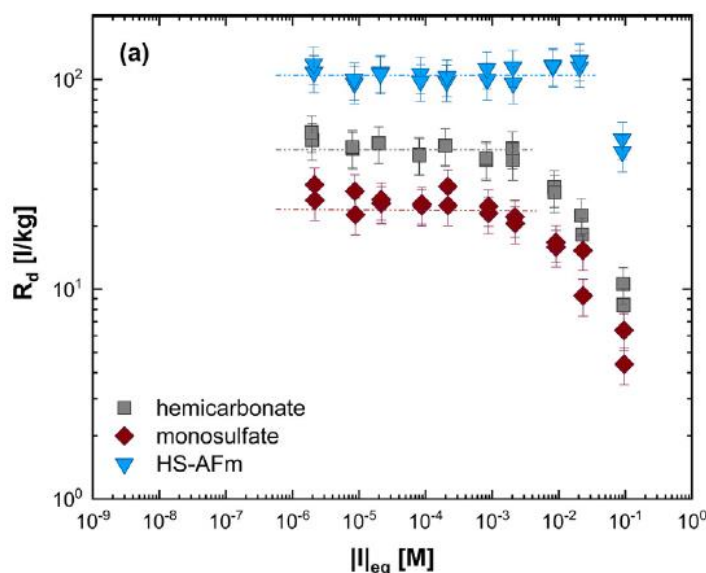 (a)
10²
10¹
10⁰
R_d [l/kg]
hemicarbonate
monosulfate
HS-AFm
10⁻⁹ 10⁻⁸ 10⁻⁷ 10⁻⁶ 10⁻⁵ 10⁻⁴ 10⁻³ 10⁻² 10⁻¹ 10⁰
|I|_eq [M]